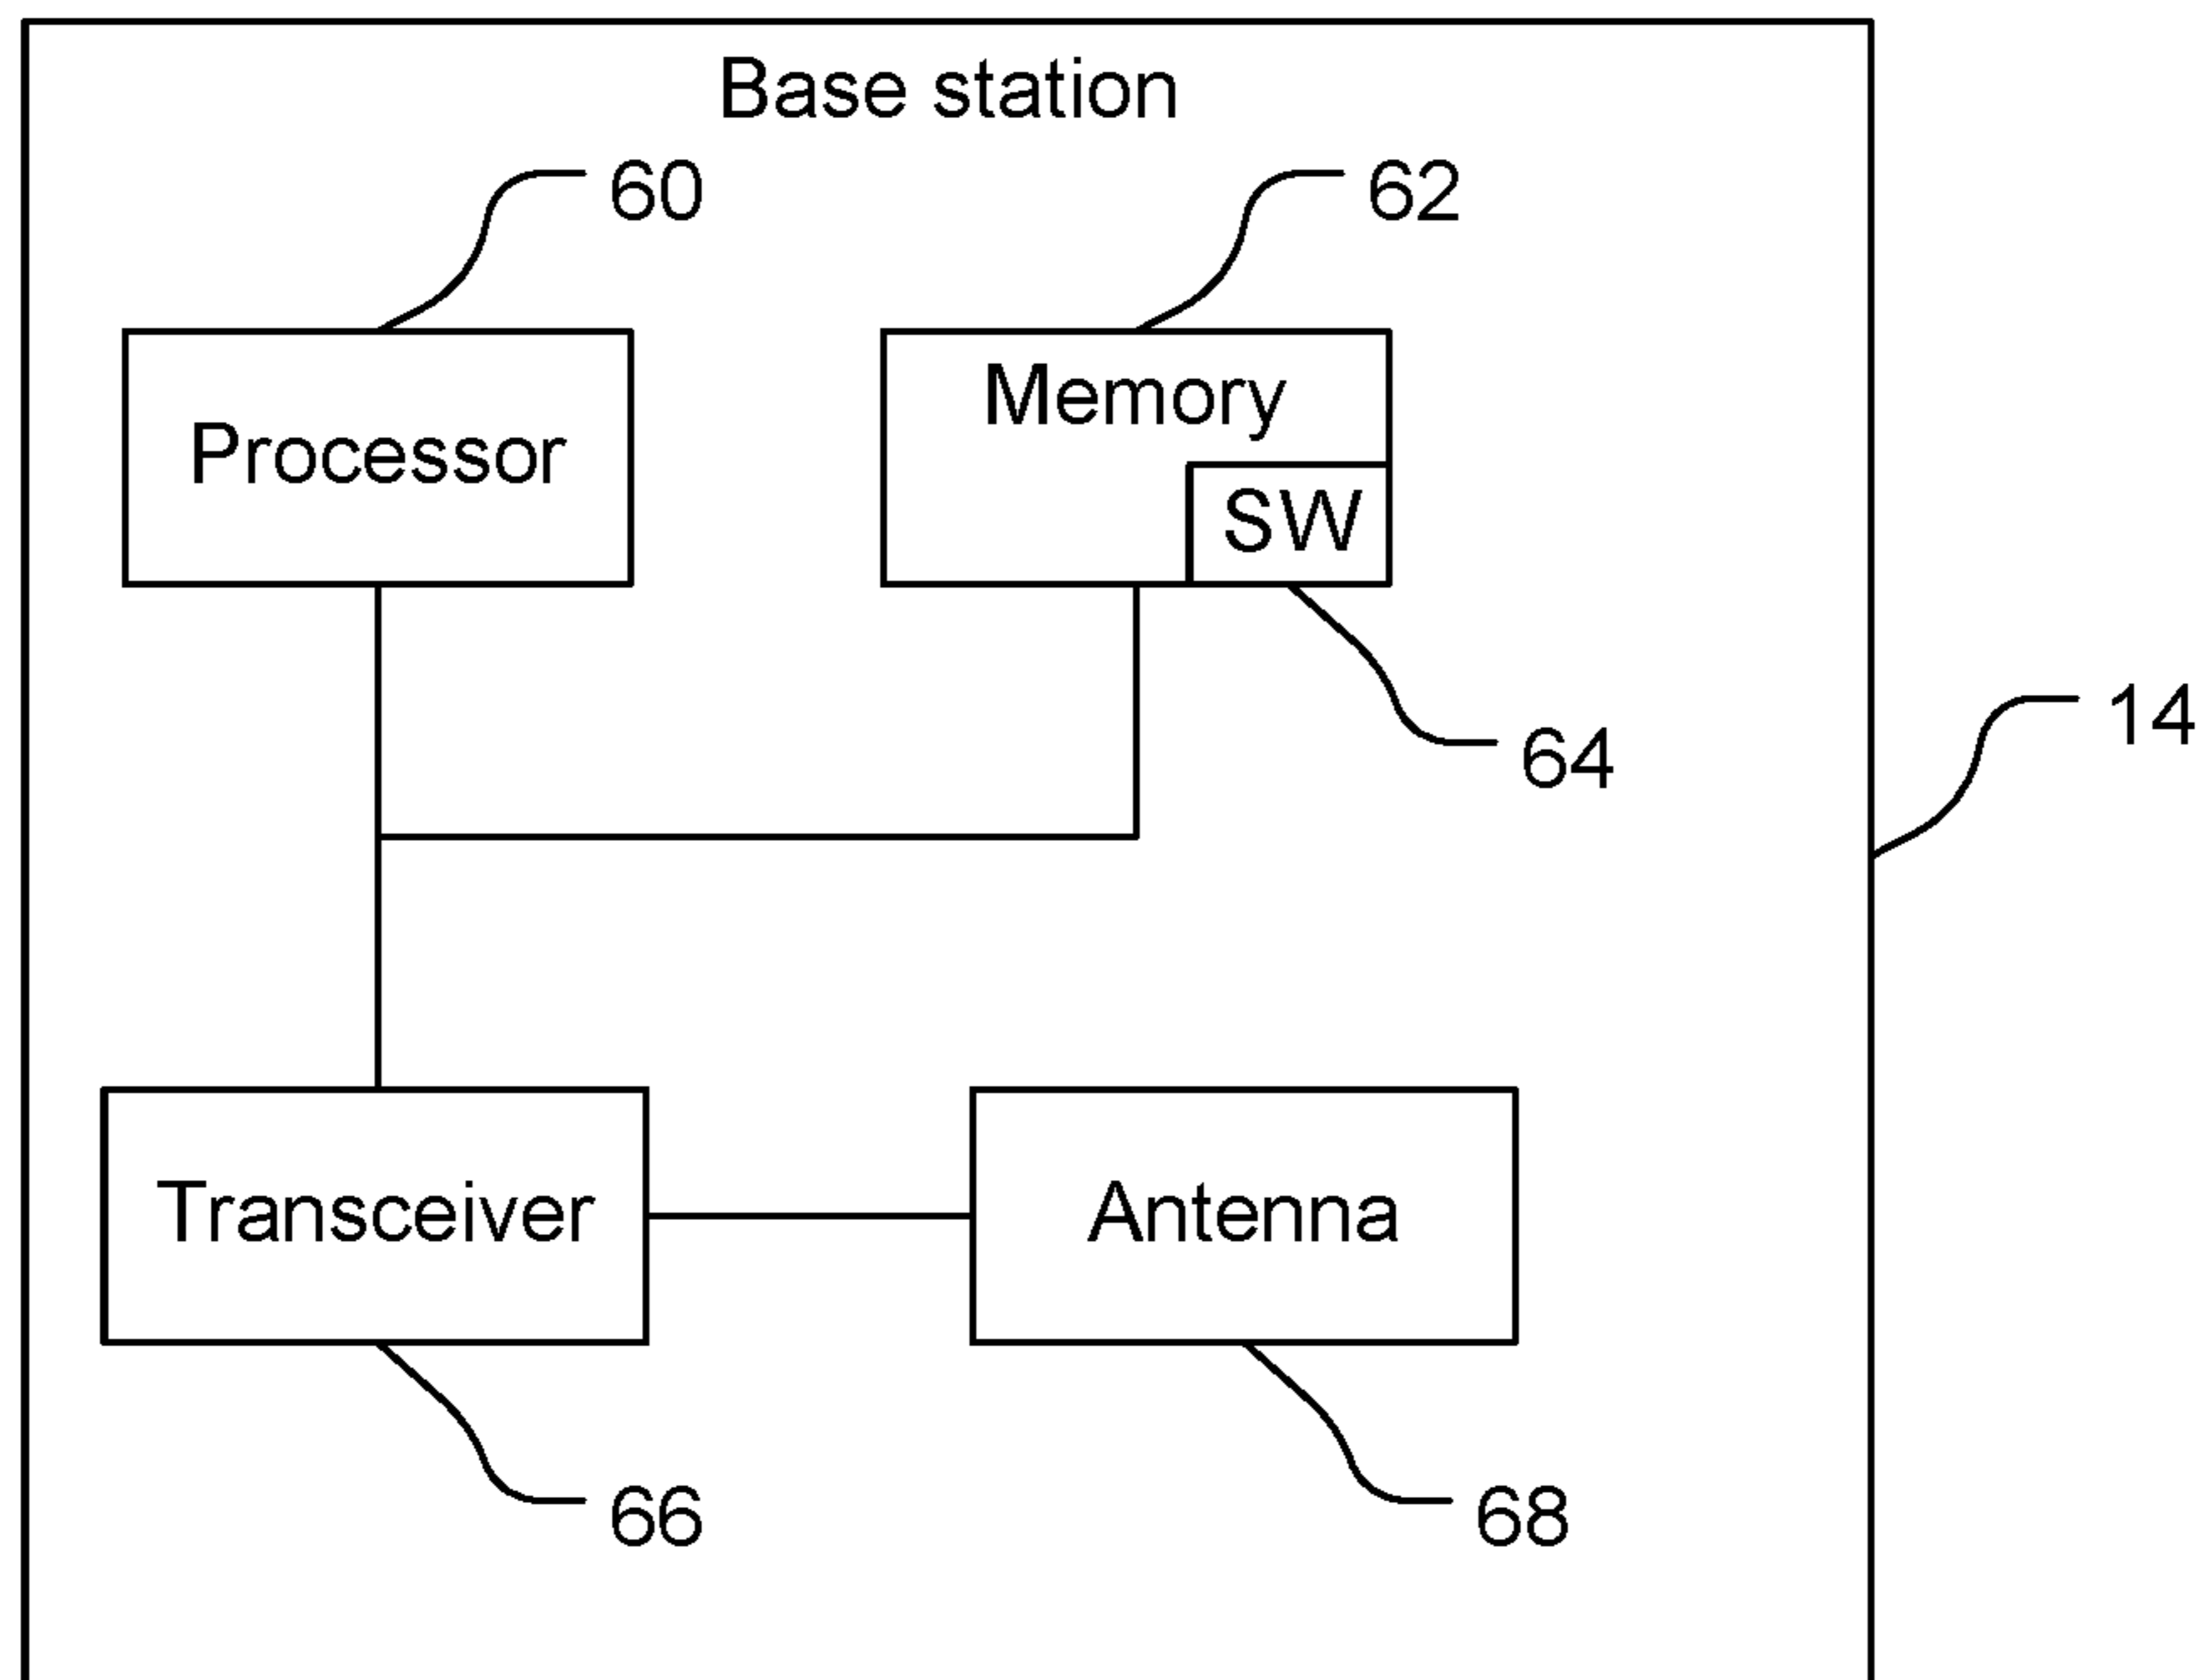 Base station
60
62
Processor
Memory
SW
64
14
Transceiver
Antenna
66
68